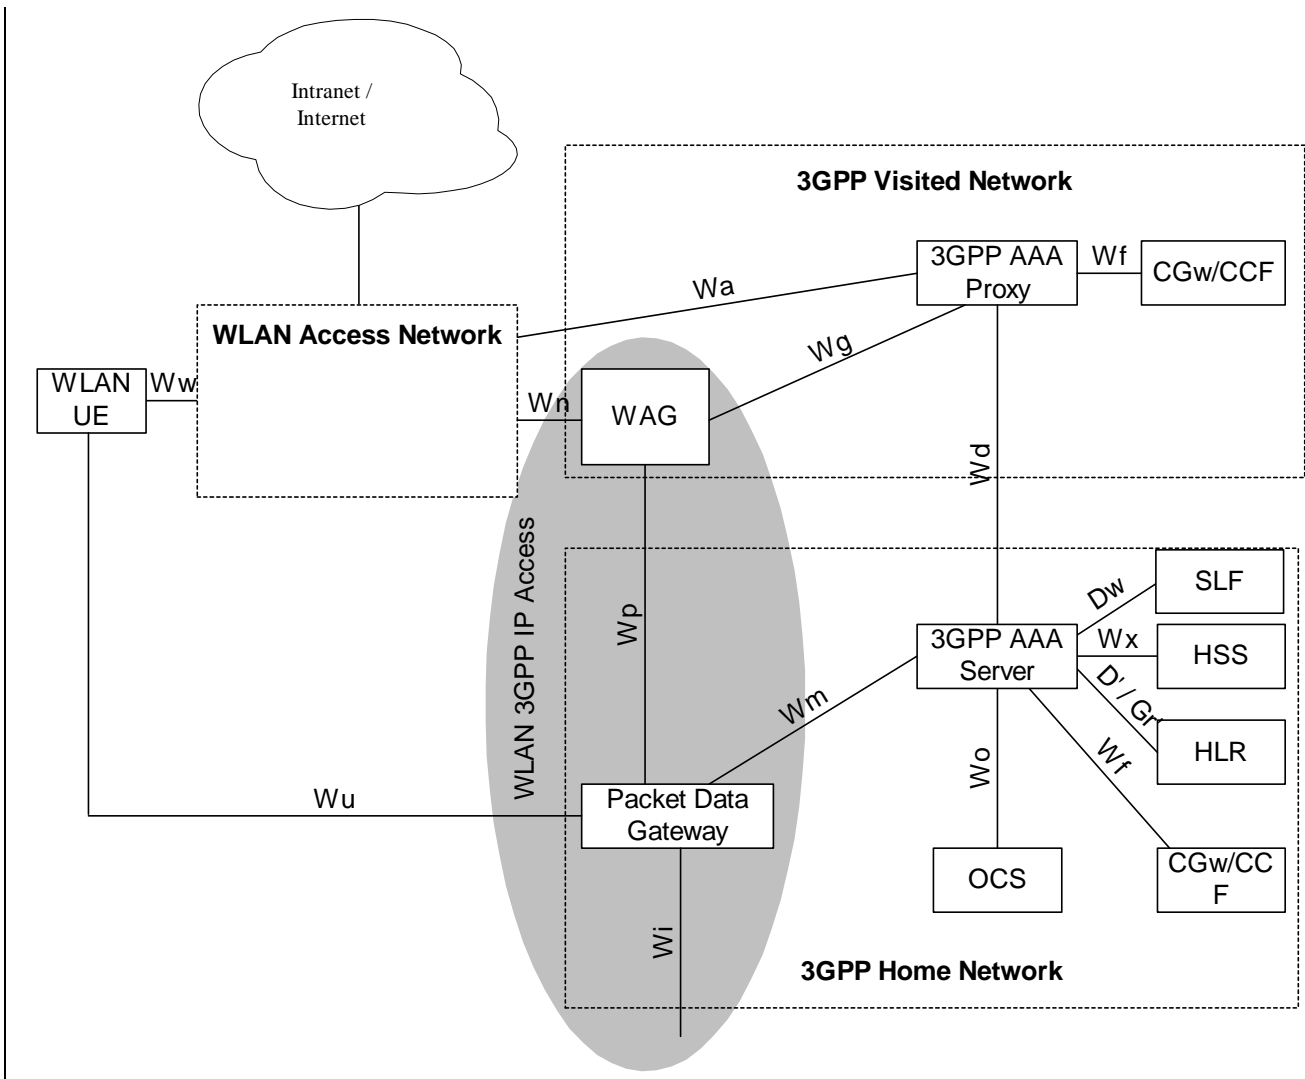 Intranet /
Internet
3GPP Visited Network
3GPP AAA
Proxy
Wf
CGw/CCF
Wa
WLAN Access Network
Wg
WLAN
UE
Ww
Wn
WAG
Wd
WLAN 3GPP IP Access
Wp
SLF
Dw
3GPP AAA
Server
Wx
HSS
D' / Gr'
HLR
Wm
Wo
Wf
Wu
Packet Data
Gateway
OCS
CGw/CC
F
Wi
3GPP Home Network